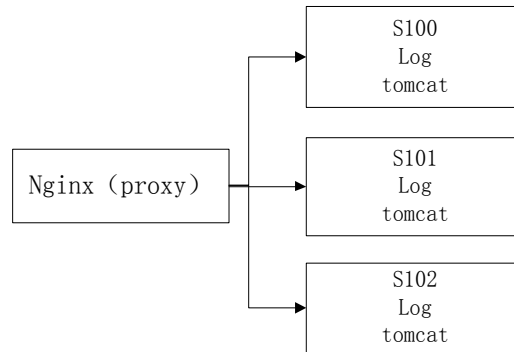 S100
Log
tomcat
Nginx（proxy）
S101
Log
tomcat
S102
Log
tomcat